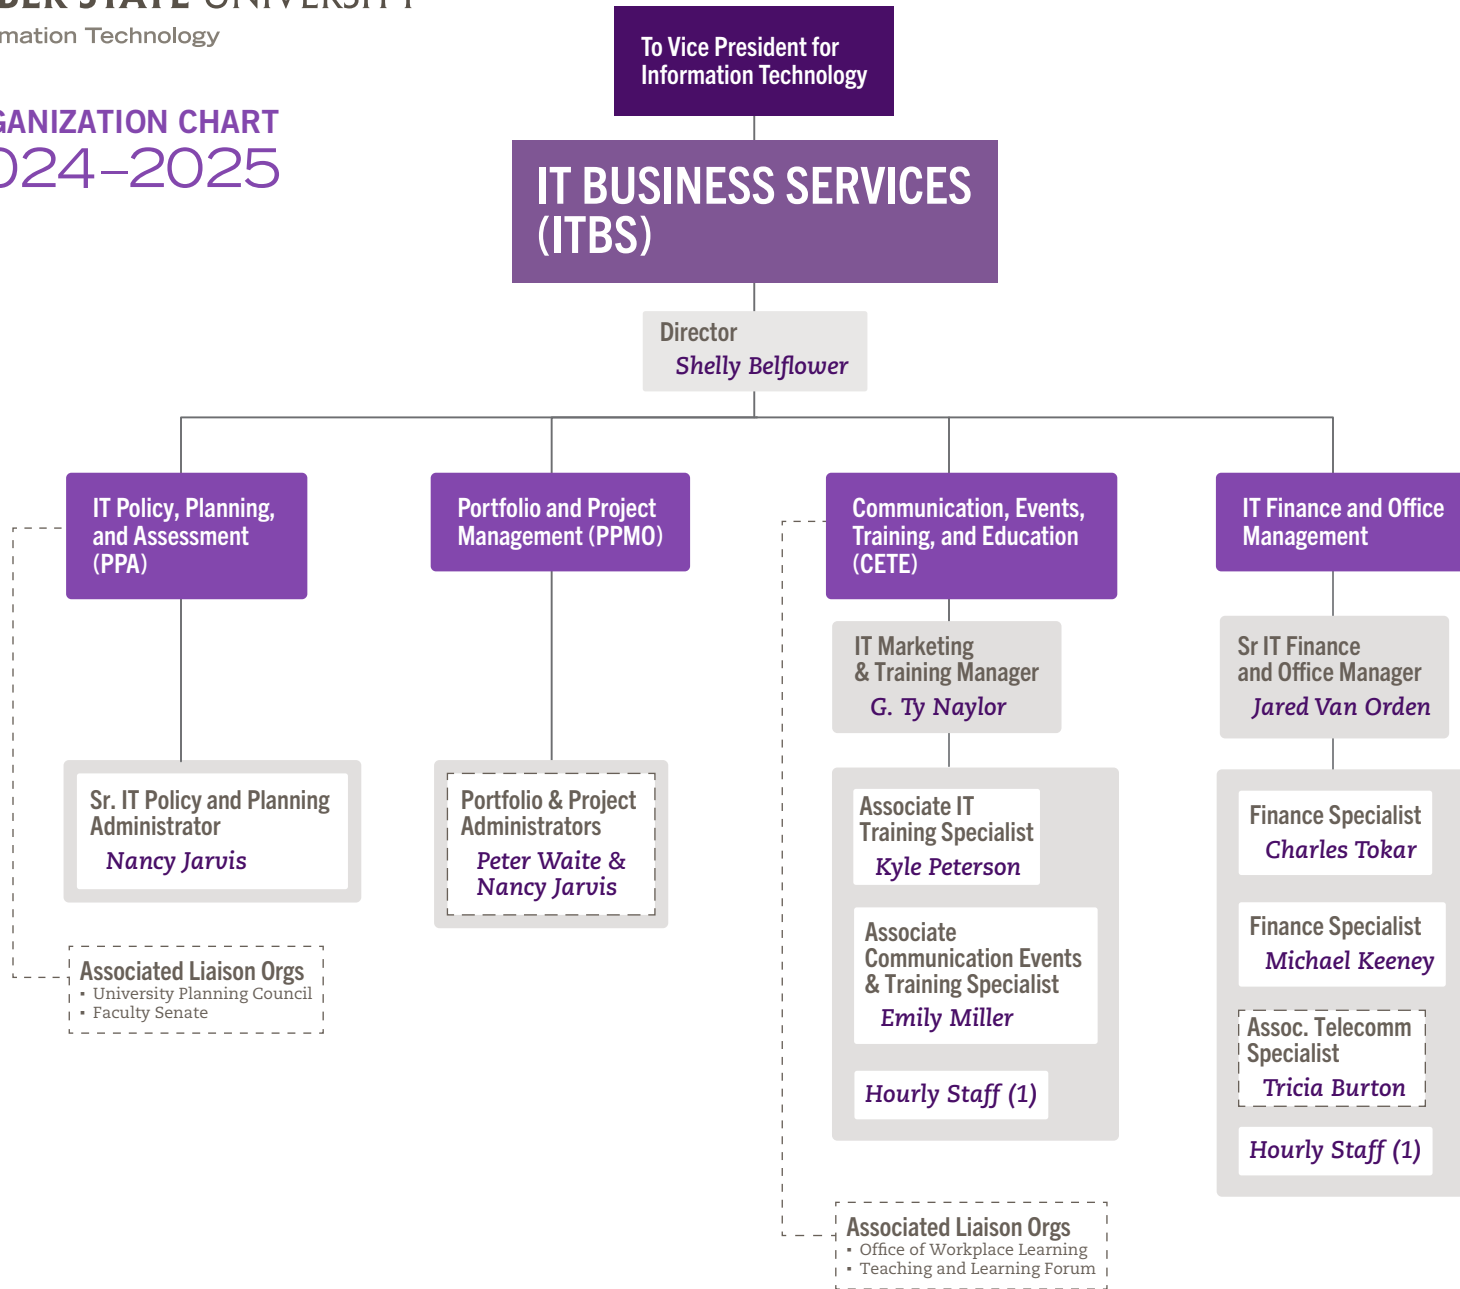 STATE UNIVERSITY
Technology
CHART
–2025
To Vice President for
Information Technology
IT BUSINESS SERVICES
(ITBS)
Director
Shelly Belflower
IT Policy, Planning,
and Assessment
(PPA)
Sr. IT Policy and Planning
Administrator
Nancy Jarvis
Associated Liaison Orgs
▪ University Planning Council
▪ Faculty Senate
Portfolio and Project
Management (PPMO)
Portfolio & Project
Administrators
Peter Waite &
Nancy Jarvis
Communication, Events,
Training, and Education
(CETE)
IT Marketing
& Training Manager
G. Ty Naylor
Associate IT
Training Specialist
Kyle Peterson
Associate
Communication Events
& Training Specialist
Emily Miller
Hourly Staff (1)
Associated Liaison Orgs
▪ Office of Workplace Learning
▪ Teaching and Learning Forum
IT Finance and Office
Management
Sr IT Finance
and Office Manager
Jared Van Orden
Finance Specialist
Charles Tokar
Finance Specialist
Michael Keeney
Assoc. Telecomm
Specialist
Tricia Burton
Hourly Staff (1)